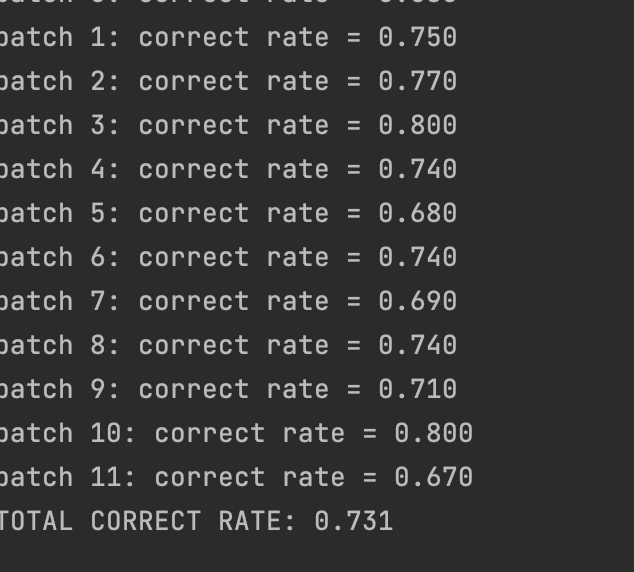 batch 1: correct rate = 0.750
batch 2: correct rate = 0.770
batch 3: correct rate = 0.800
batch 4: correct rate = 0.740
batch 5: correct rate = 0.680
batch 6: correct rate = 0.740
batch 7: correct rate = 0.690
batch 8: correct rate = 0.740
batch 9: correct rate = 0.710
batch 10: correct rate = 0.800
batch 11: correct rate = 0.670
TOTAL CORRECT RATE: 0.731